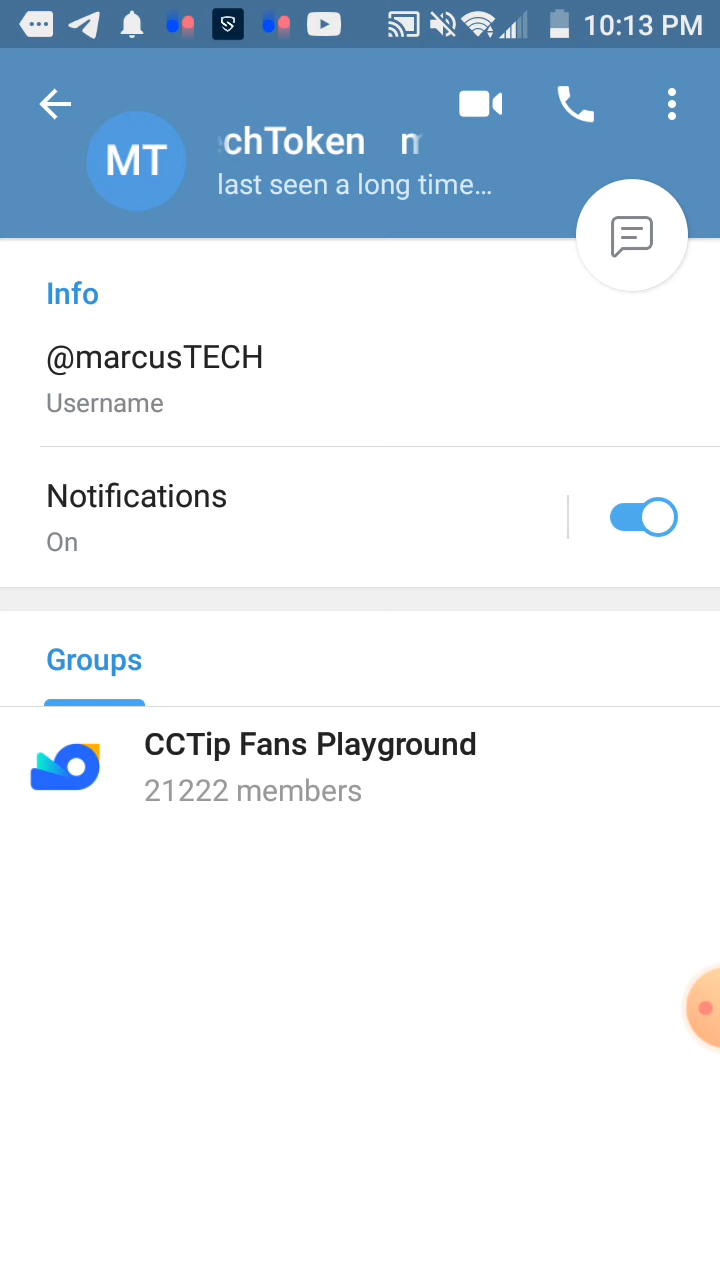 10:13 PM
MT
chToken
last seen a long time...
Info
@marcusTECH
Username
Notifications
On
Groups
CCTip Fans Playground
21222 members